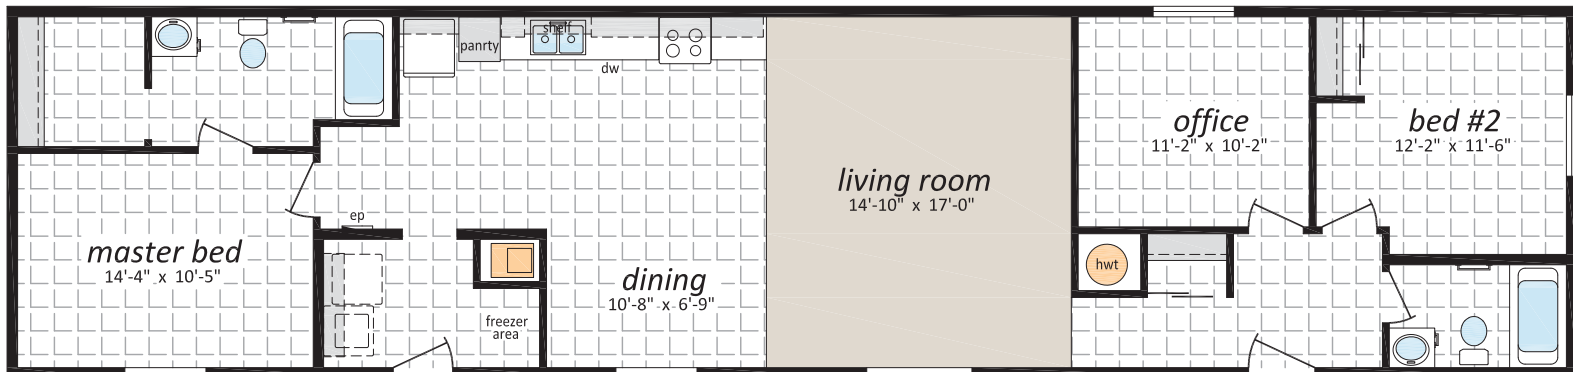 shelf
panrty
dw
office
11'-2" x 10'-2"
bed #2
12'-2" x 11'-6"
living room
14'-10" x 17'-0"
ep
master bed
14'-4" x 10'-5"
hwt
dining
10'-8" x 6'-9"
freezer
area